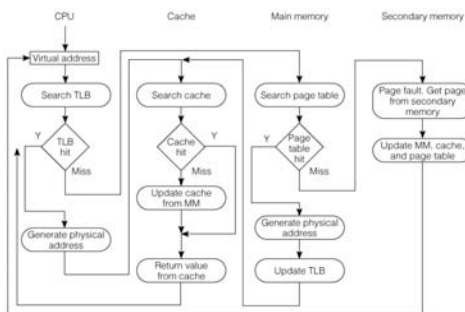 CPU
Cache
Main memory
Secondary memory
Virtual address
Search TLB
Y
TLB
hit
Miss
Generate physical
address
Search cache
Cache
hit
Y
Miss
Update cache
from MM
Return value
from cache
Search page table
Y
Page
table
hit
Miss
Generate physical
address
Update TLB
Page fault. Get page
from secondary
memory
Update MM, cache,
and page table